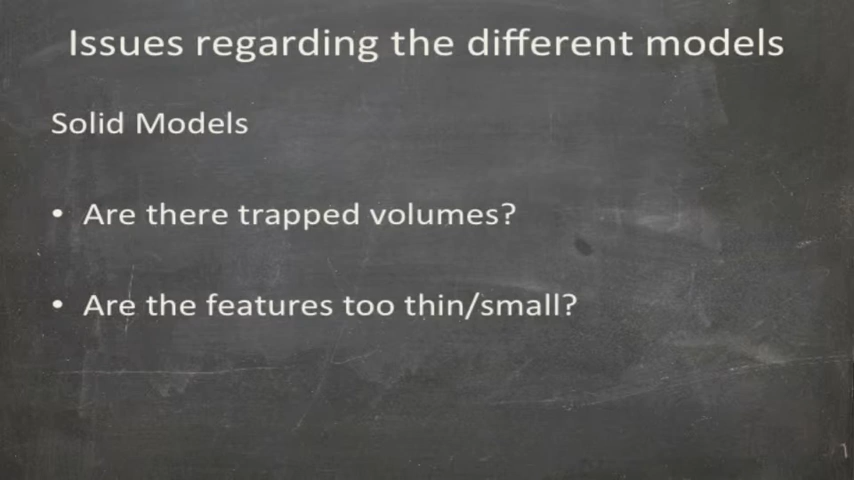 Issues regarding the different models
Solid Models
• Are there trapped volumes?
• Are the features too thin/small?